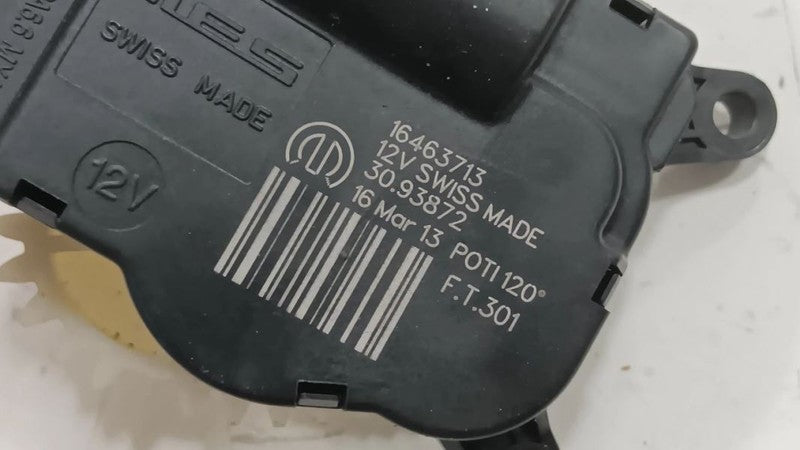 SWISS MADE
12V
16463713
12V SWISS MADE
30.93872
16 Mar 13 POTI 120°
F.T.301